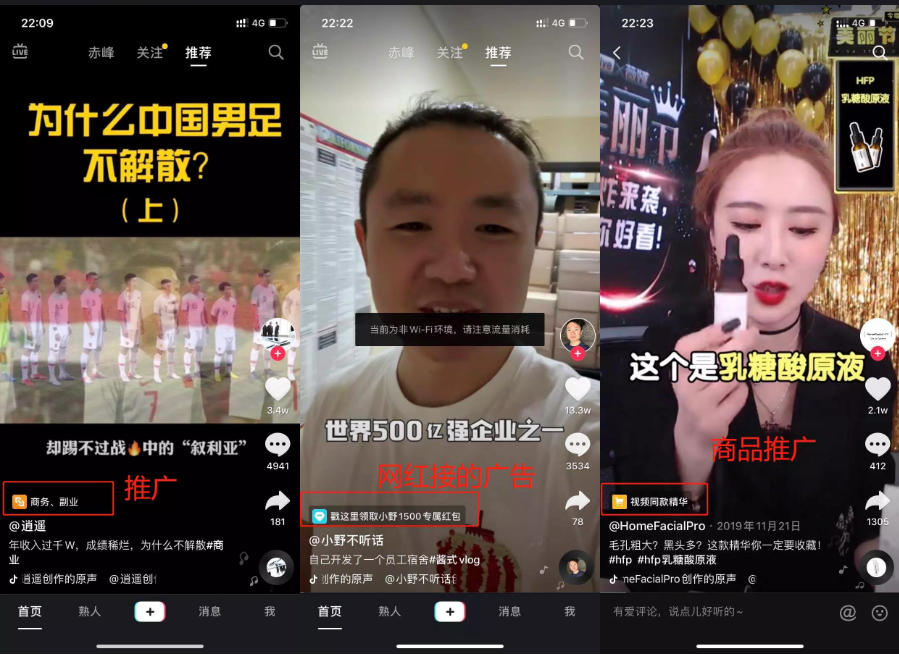 22:09
4G
LIVE
赤峰
关注
推荐
为什么中国男足
不解散?
(上)
7
3.4w
却踢不过战🔥中的“叙利亚”
4941
商务、副业
推广
181
@逍遥
年收入过千W,成绩稀烂,为什么不解散#商
业
逍遥创作的原声 @逍遥创
首页
熟人
消息
我
22:22
4G
LIVE
赤峰
关注
推荐
当前为非Wi-Fi环境,请注意流量消耗
13.3w
世界500亿强企业之一
3534
网红接的广告
戳这里领取小野1500专属红包
78
@小野不听话
自己开发了一个员工宿舍#酱式vlog
创作的原声 @小野不听话
首页
熟人
消息
我
22:23
4G
美丽节
HFP
乳糖酸原液
丽节
炸来袭,
你好看!
这个是乳糖酸原液
2.1w
商品推广
412
视频同款精华
1305
@HomeFacialPro · 2019年11月21日
毛孔粗大?黑头多?这款精华你一定要收藏!
#hfp #hfp乳糖酸原液
meFacialPro创作的原声 @
有爱评论,说点儿好听的~
@